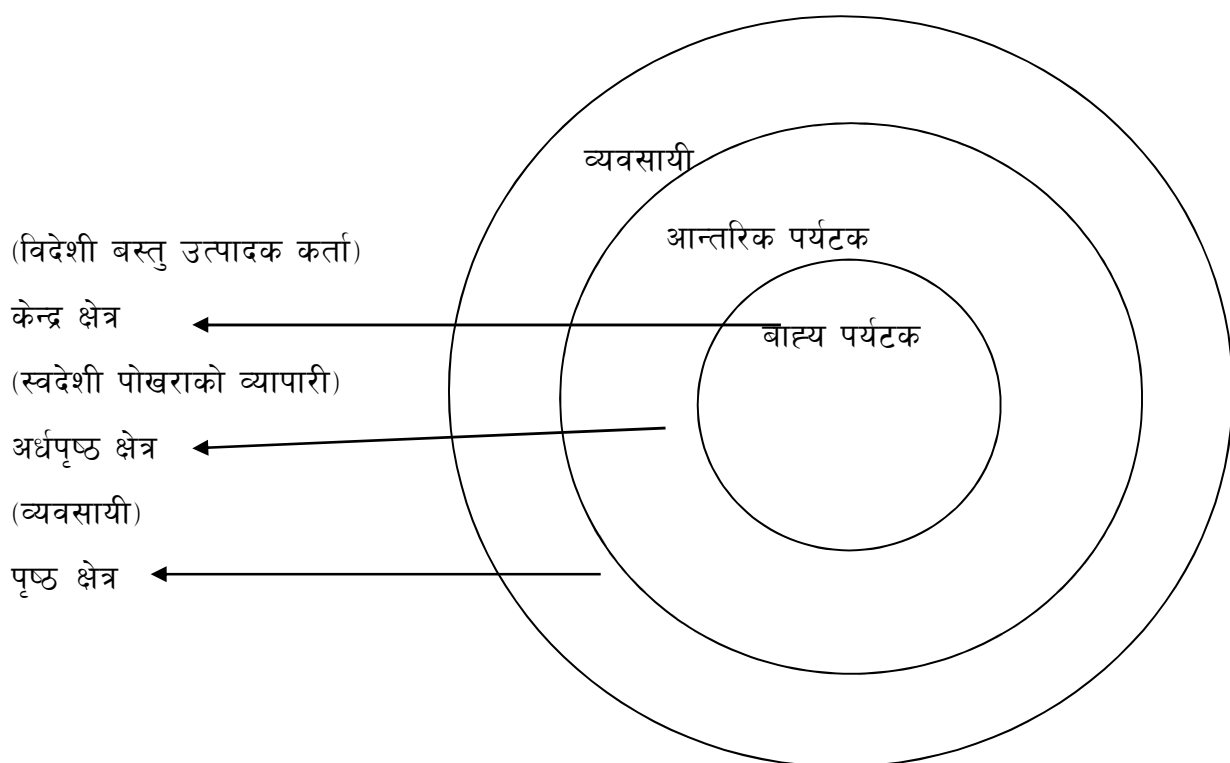 व्यवसायी
आन्तरिक पर्यटक
बाह्य पर्यटक
(विदेशी बस्तु उत्पादक कर्ता)
केन्द्र क्षेत्र
(स्वदेशी पोखराको व्यापारी)
अर्धपृष्ठ क्षेत्र
(व्यवसायी)
पृष्ठ क्षेत्र